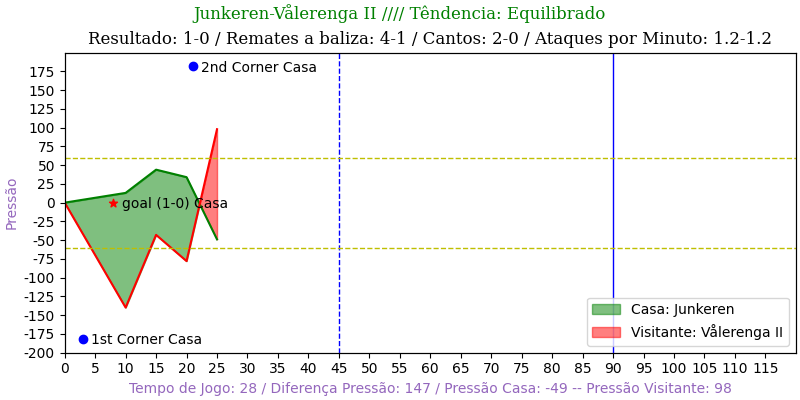 Junkeren-Vålerenga II //// Têndencia: Equilibrado
Resultado: 1-0 / Remates a baliza: 4-1 / Cantos: 2-0 / Ataques por Minuto: 1.2-1.2
Pressão
175
150
125
100
75
50
25
0
-25
-50
-75
-100
-125
-150
-175
-200
2nd Corner Casa
goal (1-0) Casa
1st Corner Casa
Casa: Junkeren
Visitante: Vålerenga II
0 5 10 15 20 25 30 35 40 45 50 55 60 65 70 75 80 85 90 95 100 105 110 115
Tempo de Jogo: 28 / Diferença Pressão: 147 / Pressão Casa: -49 -- Pressão Visitante: 98